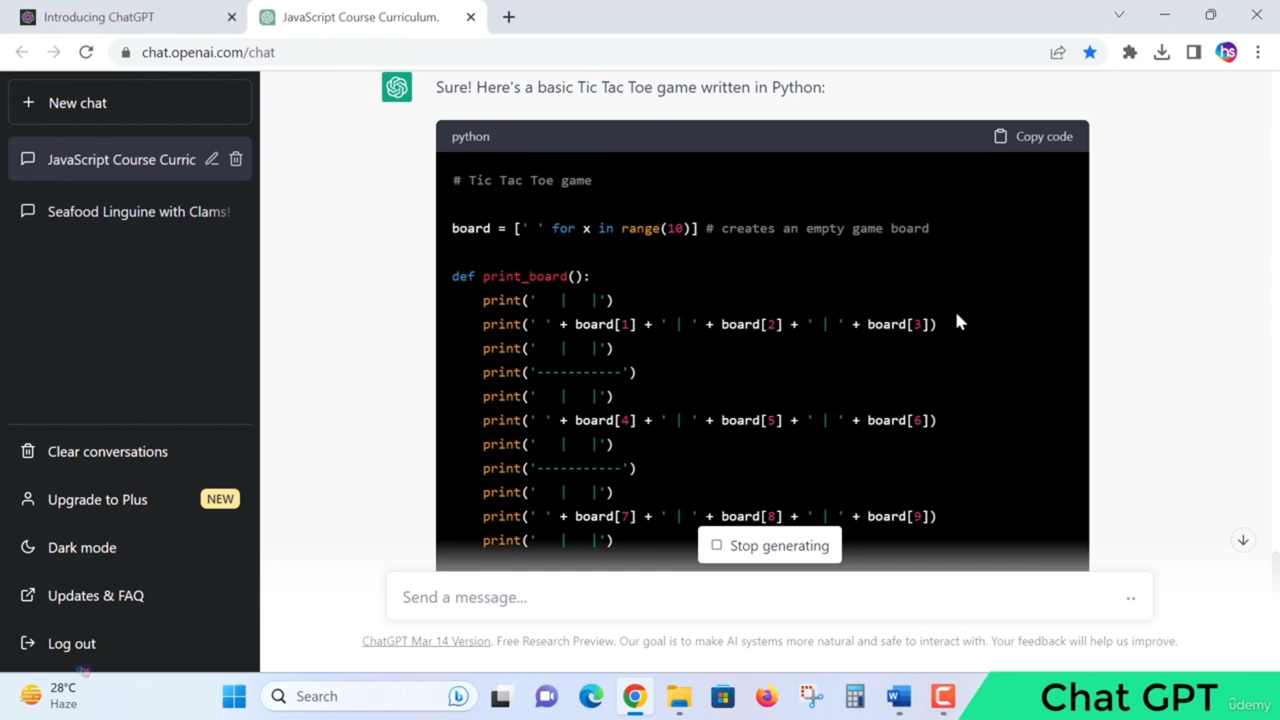 Introducing ChatGPT
JavaScript Course Curriculum.
chat.openai.com/chat
hs
New chat
JavaScript Course Curric
Seafood Linguine with Clams!
Clear conversations
Upgrade to Plus NEW
Dark mode
Updates & FAQ
Log out
Sure! Here's a basic Tic Tac Toe game written in Python:
python Copy code
# Tic Tac Toe game
board = [' ' for x in range(10)] # creates an empty game board
def print_board():
    print('   |   |')
    print(' ' + board[1] + ' | ' + board[2] + ' | ' + board[3])
    print('   |   |')
    print('-----------')
    print('   |   |')
    print(' ' + board[4] + ' | ' + board[5] + ' | ' + board[6])
    print('   |   |')
    print('-----------')
    print('   |   |')
    print(' ' + board[7] + ' | ' + board[8] + ' | ' + board[9])
    print('   |   |')
Stop generating
Send a message...
ChatGPT Mar 14 Version. Free Research Preview. Our goal is to make AI systems more natural and safe to interact with. Your feedback will help us improve.
hs
28°C
Haze
Search
Chat GPT
ûdemy